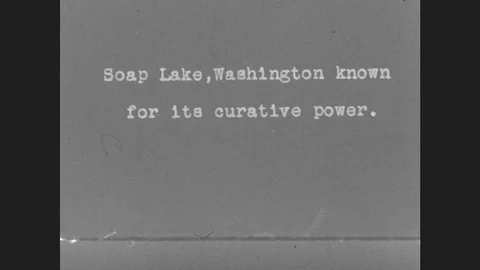 Soap Lake,Washington known
for its curative power.